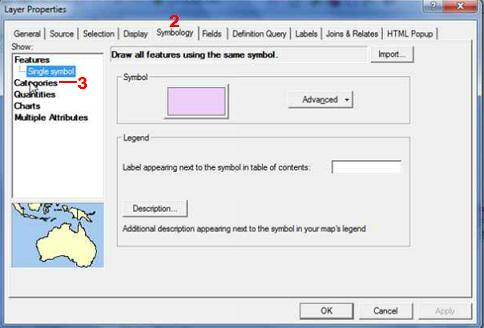 Layer Properties
2
General Source Selection Display Symbology Fields Definition Query Labels Joins & Relates HTML Popup
Show:
Features
Single symbol
Categories 3
Quantities
Charts
Multiple Attributes
Draw all features using the same symbol.
Import...
Symbol
Advanced
Legend
Label appearing next to the symbol in table of contents:
Description...
Additional description appearing next to the symbol in your map's legend
OK Cancel Apply